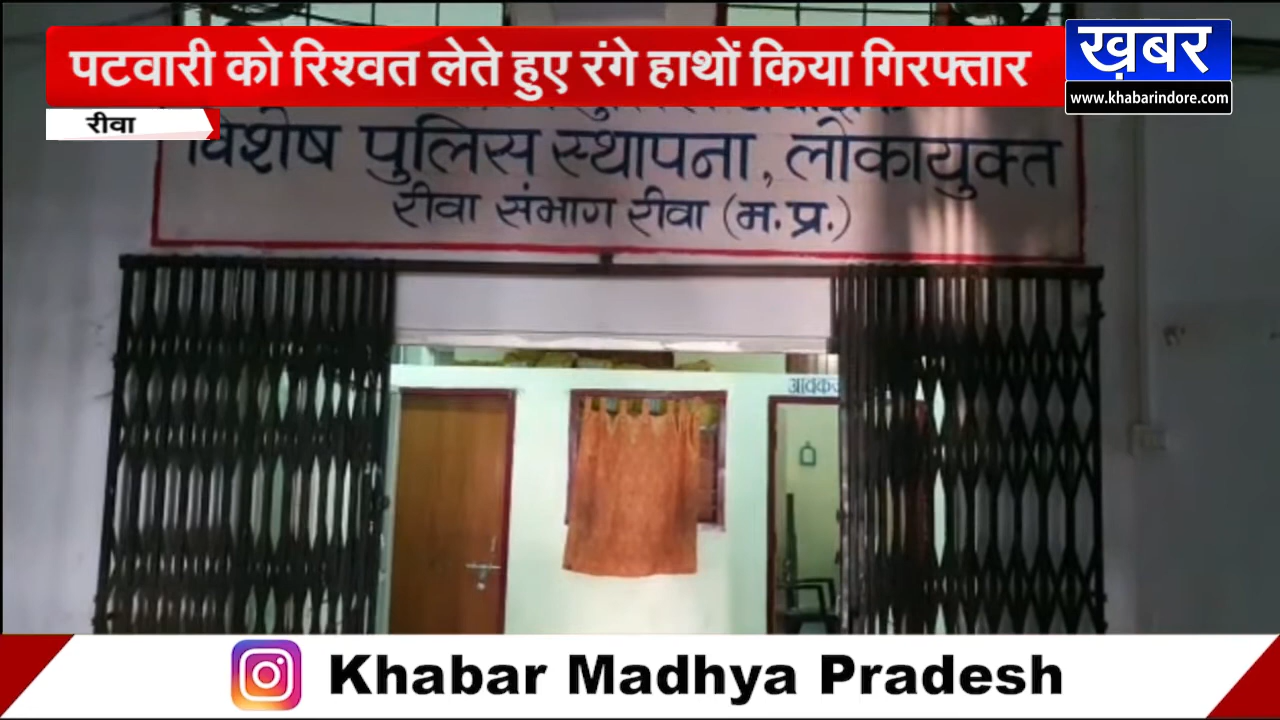 पटवारी को रिश्वत लेते हुए रंगे हाथों किया गिरफ्तार
ख़बर
www.khabarindore.com
रीवा
विशेष पुलिस स्थापना, लोकायुक्त
रीवा संभाग रीवा (म.प्र.)
Khabar Madhya Pradesh